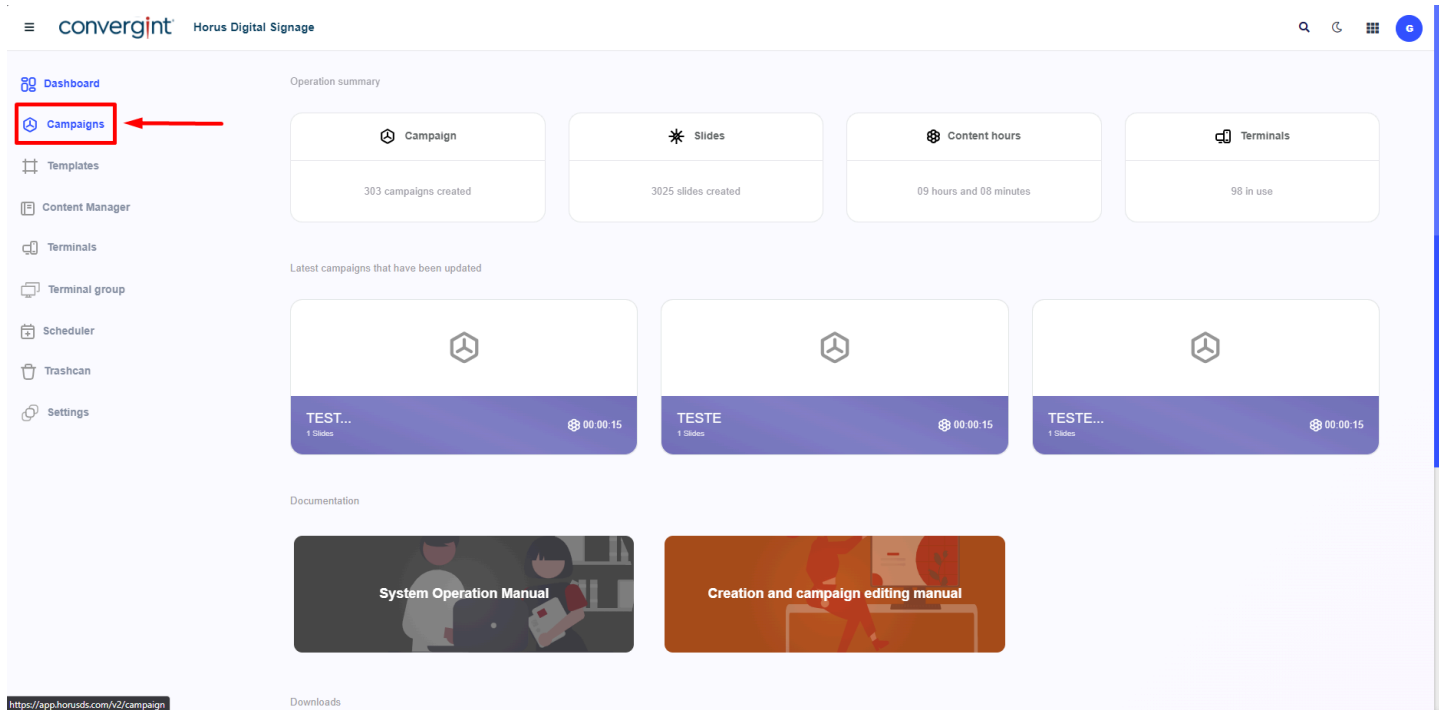 convergint Horus Digital Signage
G
Dashboard
Campaigns
Templates
Content Manager
Terminals
Terminal group
Scheduler
Trashcan
Settings
Operation summary
Campaign
303 campaigns created
Slides
3025 slides created
Content hours
09 hours and 08 minutes
Terminals
98 in use
Latest campaigns that have been updated
TEST...
1 Slides
00:00:15
TESTE
1 Slides
00:00:15
TESTE...
1 Slides
00:00:15
Documentation
System Operation Manual
Creation and campaign editing manual
Downloads
https://app.horusds.com/v2/campaign